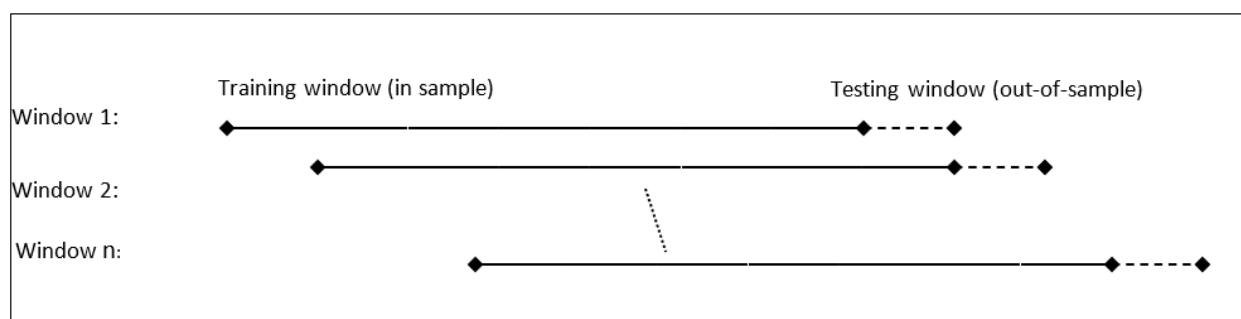 Training window (in sample)
Testing window (out-of-sample)
Window 1:
Window 2:
Window n: